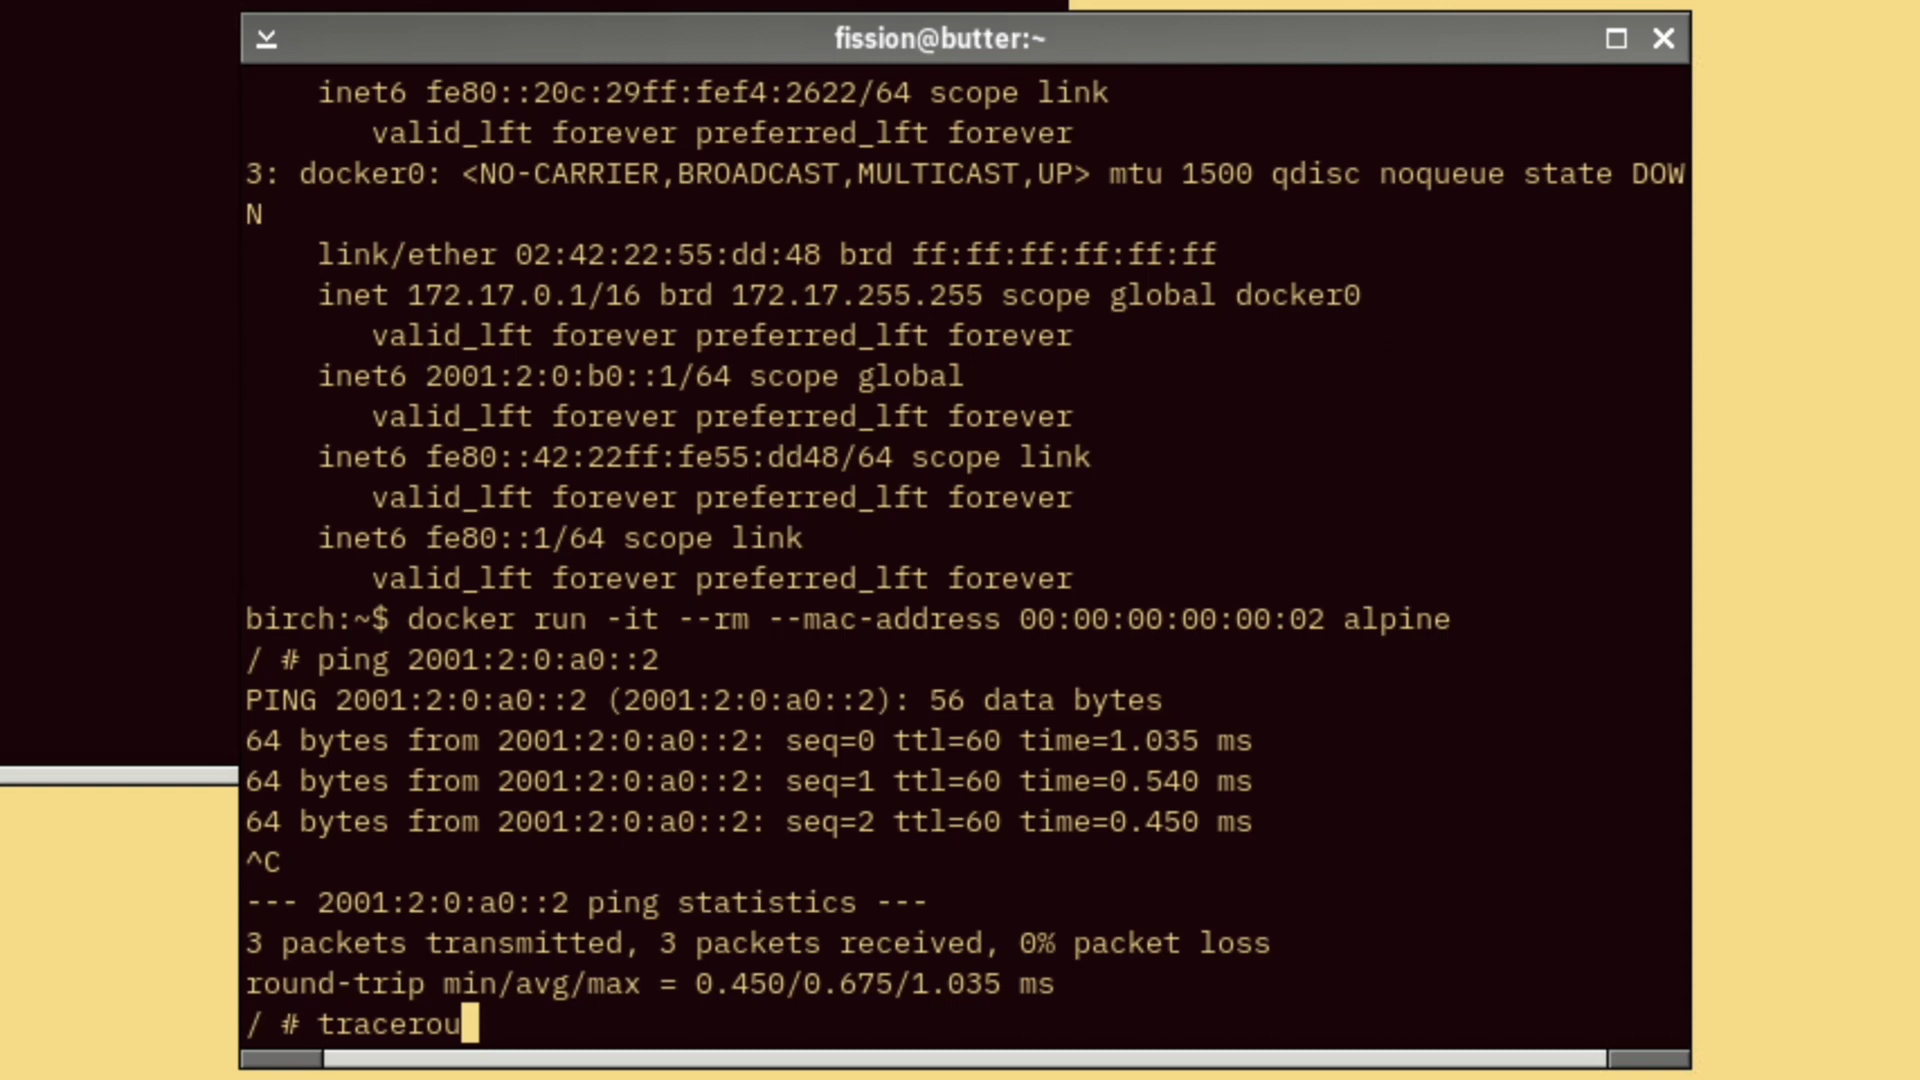 fission@butter:~
inet6 fe80::20c:29ff:fef4:2622/64 scope link
valid_lft forever preferred_lft forever
3: docker0: <NO-CARRIER,BROADCAST,MULTICAST,UP> mtu 1500 qdisc noqueue state DOW
N
link/ether 02:42:22:55:dd:48 brd ff:ff:ff:ff:ff:ff
inet 172.17.0.1/16 brd 172.17.255.255 scope global docker0
valid_lft forever preferred_lft forever
inet6 2001:2:0:b0::1/64 scope global
valid_lft forever preferred_lft forever
inet6 fe80::42:22ff:fe55:dd48/64 scope link
valid_lft forever preferred_lft forever
inet6 fe80::1/64 scope link
valid_lft forever preferred_lft forever
birch:~$ docker run -it --rm --mac-address 00:00:00:00:00:02 alpine
/ # ping 2001:2:0:a0::2
PING 2001:2:0:a0::2 (2001:2:0:a0::2): 56 data bytes
64 bytes from 2001:2:0:a0::2: seq=0 ttl=60 time=1.035 ms
64 bytes from 2001:2:0:a0::2: seq=1 ttl=60 time=0.540 ms
64 bytes from 2001:2:0:a0::2: seq=2 ttl=60 time=0.450 ms
^C
--- 2001:2:0:a0::2 ping statistics ---
3 packets transmitted, 3 packets received, 0% packet loss
round-trip min/avg/max = 0.450/0.675/1.035 ms
/ # tracerou